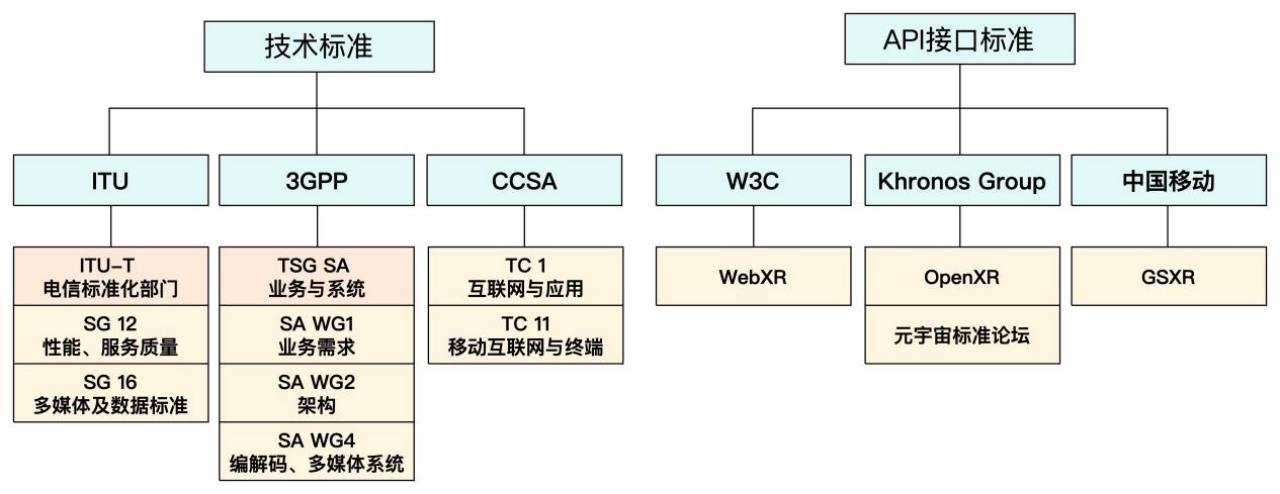 技术标准
API接口标准
ITU
3GPP
CCSA
W3C
Khronos Group
中国移动
ITU-T
电信标准化部门
SG 12
性能、服务质量
SG 16
多媒体及数据标准
TSG SA
业务与系统
SA WG1
业务需求
SA WG2
架构
SA WG4
编解码、多媒体系统
TC 1
互联网与应用
TC 11
移动互联网与终端
WebXR
OpenXR
元宇宙标准论坛
GSXR